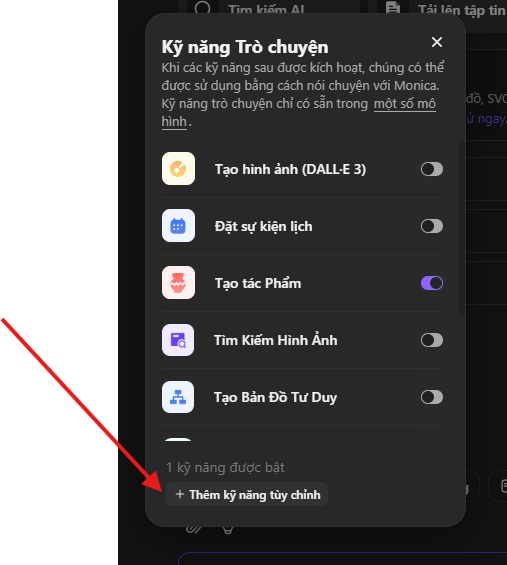 Tìm kiếm AI
Tải lên tập tin
Kỹ năng Trò chuyện
Khi các kỹ năng sau được kích hoạt, chúng có thể
được sử dụng bằng cách nói chuyện với Monica.
Kỹ năng trò chuyện chỉ có sẵn trong một số mô
hình.
đồ, SVG
ngay.
Tạo hình ảnh (DALL·E 3)
Đặt sự kiện lịch
Tạo tác Phẩm
Tìm Kiếm Hình Ảnh
Tạo Bản Đồ Tư Duy
1 kỹ năng được bật
+ Thêm kỹ năng tùy chỉnh